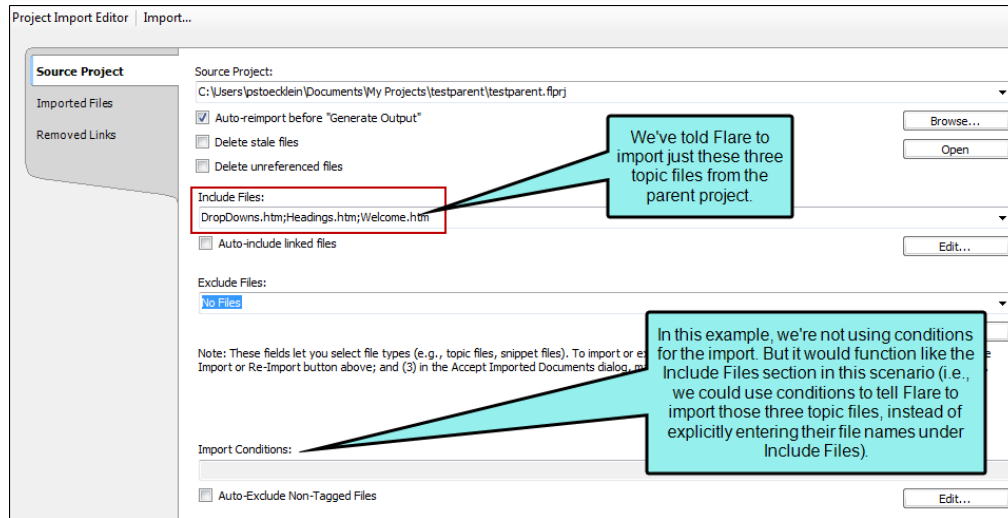 Project Import Editor Import...
Source Project
Imported Files
Removed Links
Source Project:
C:\Users\pstoecklein\Documents\My Projects\testparent\testparent.flprj
Auto-reimport before "Generate Output"
Delete stale files
Delete unreferenced files
Browse...
Open
We've told Flare to
import just these three
topic files from the
parent project.
Include Files:
DropDowns.htm;Headings.htm;Welcome.htm
Auto-include linked files
Edit...
Exclude Files:
No Files
Note: These fields let you select file types (e.g., topic files, snippet files). To import or
Import or Re-Import button above; and (3) in the Accept Imported Documents dialog,
In this example, we're not using conditions
for the import. But it would function like the
Include Files section in this scenario (i.e.,
we could use conditions to tell Flare to
import those three topic files, instead of
explicitly entering their file names under
Include Files).
Import Conditions:
Auto-Exclude Non-Tagged Files
Edit...